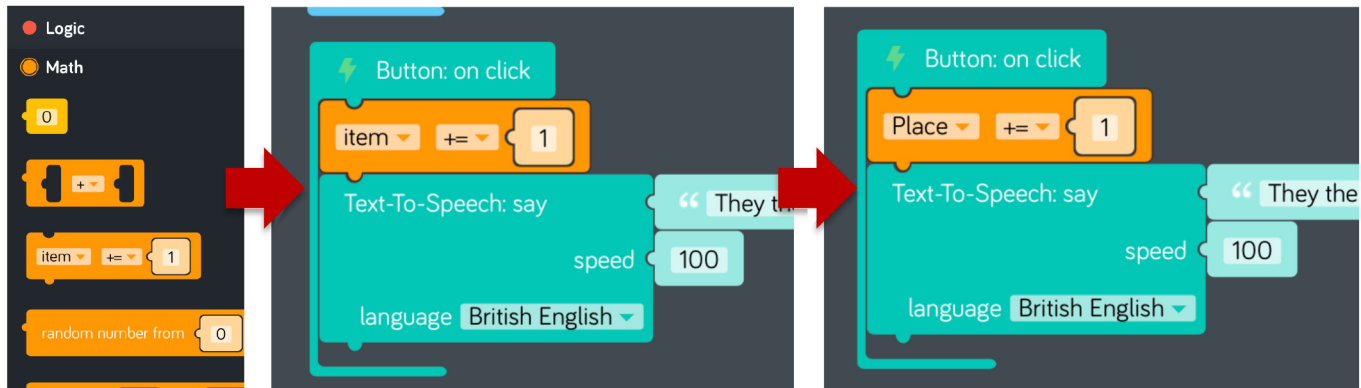 Logic
Math
0
+
item += 1
random number from 0
Button: on click
item += 1
Text-To-Speech: say “ They th
speed 100
language British English
Button: on click
Place += 1
Text-To-Speech: say “ They the
speed 100
language British English